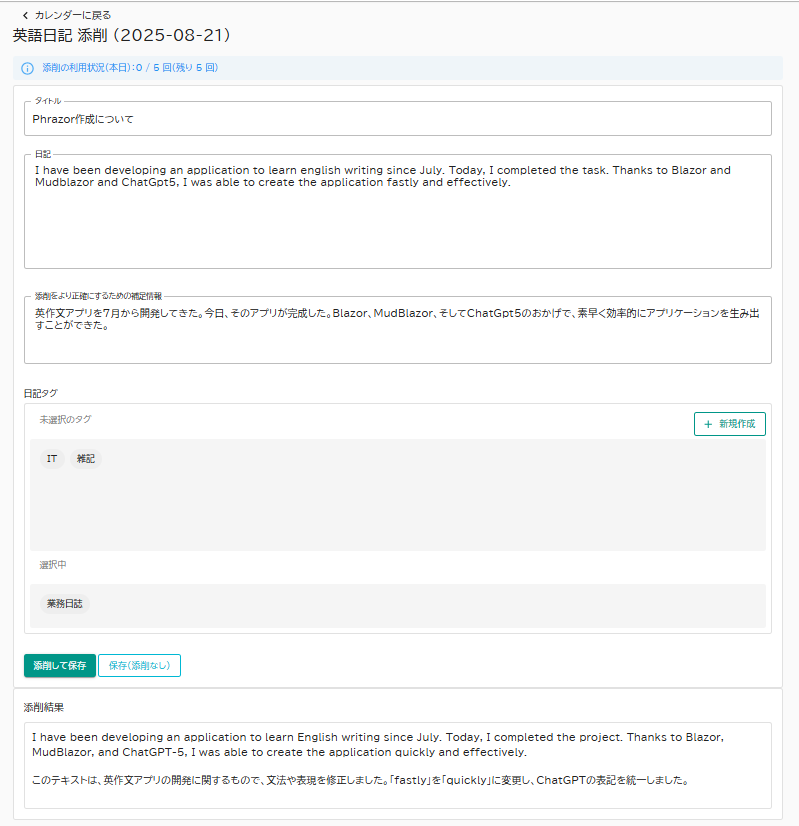 カレンダーに戻る
英語日記 添削 (2025-08-21)
添削の利用状況(本日):0 / 5 回(残り 5 回)
タイトル
Phrazor作成について
日記
I have been developing an application to learn english writing since July. Today, I completed the task. Thanks to Blazor and
Mudblazor and ChatGpt5, I was able to create the application fastly and effectively.
添削をより正確にするための補足情報
英作文アプリを7月から開発してきた。今日、そのアプリが完成した。Blazor、MudBlazor、そしてChatGpt5のおかげで、素早く効率的にアプリケーションを生み出
すことができた。
日記タグ
未選択のタグ
+ 新規作成
IT 雑記
選択中
業務日誌
添削して保存 保存(添削なし)
添削結果
I have been developing an application to learn English writing since July. Today, I completed the project. Thanks to Blazor,
MudBlazor, and ChatGPT-5, I was able to create the application quickly and effectively.
このテキストは、英作文アプリの開発に関するもので、文法や表現を修正しました。「fastly」を「quickly」に変更し、ChatGPTの表記を統一しました。